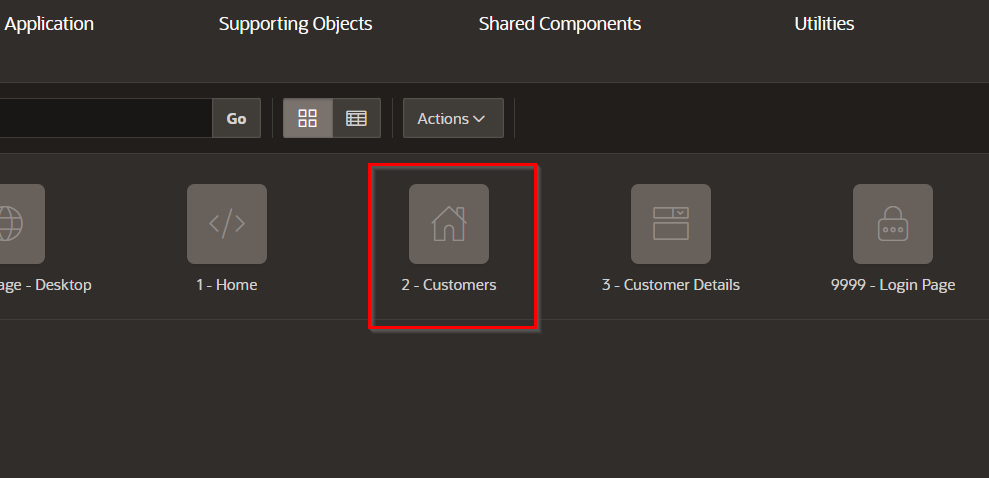 Application Supporting Objects Shared Components Utilities
Go Actions
age - Desktop 1 - Home 2 - Customers 3 - Customer Details 9999 - Login Page